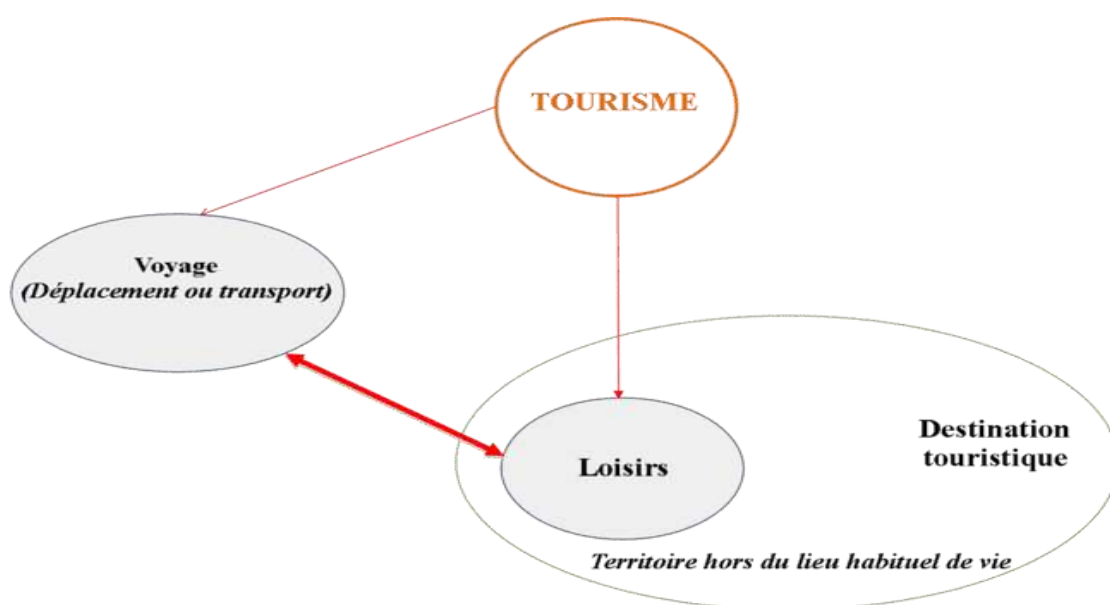 TOURISME
Voyage
(Déplacement ou transport)
Destination
touristique
Loisirs
Territoire hors du lieu habituel de vie